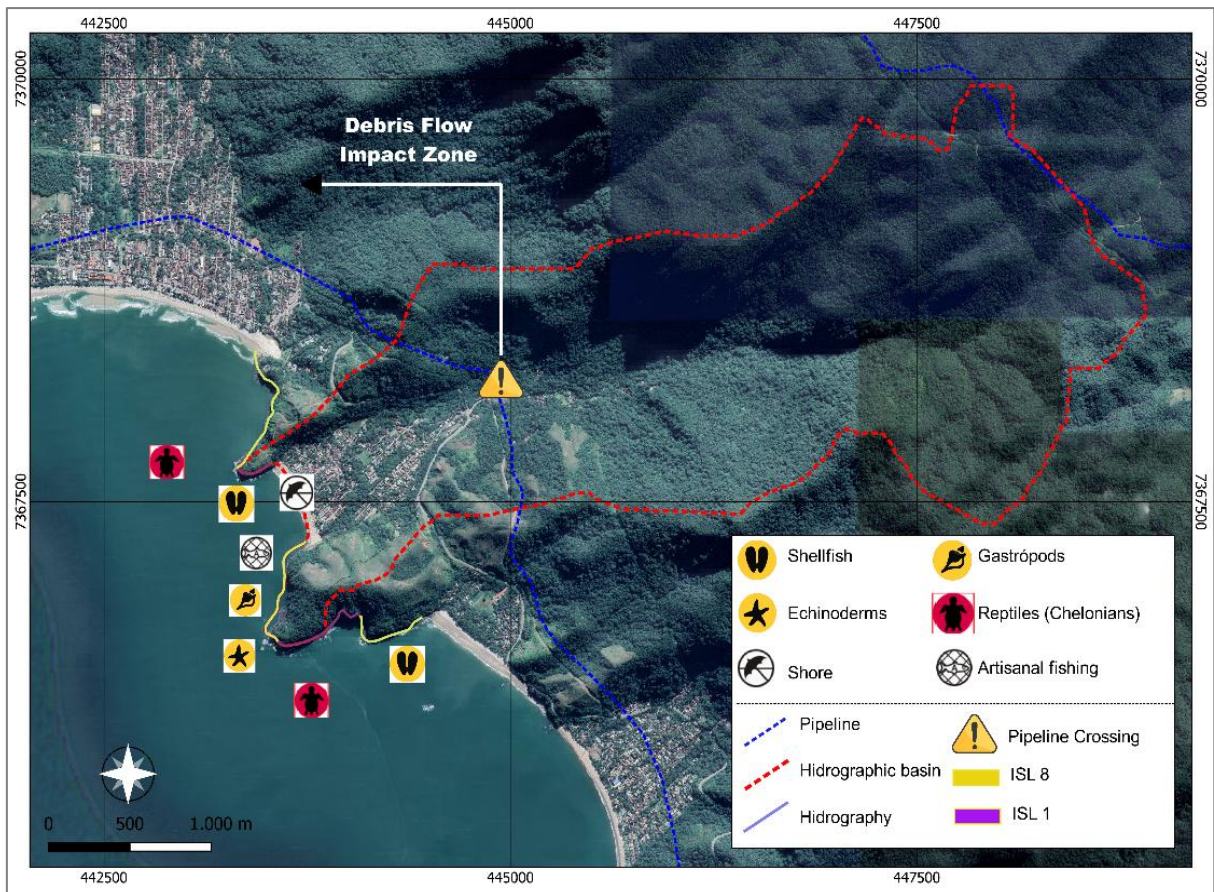 442500
445000
447500
7370000
7370000
Debris Flow
Impact Zone
7367500
7367500
Shellfish
Gastrópods
Echinoderms
Reptiles (Chelonians)
Shore
Artisanal fishing
Pipeline
Pipeline Crossing
Hidrographic basin
ISL 8
Hidrography
ISL 1
0
500
1.000 m
442500
445000
447500